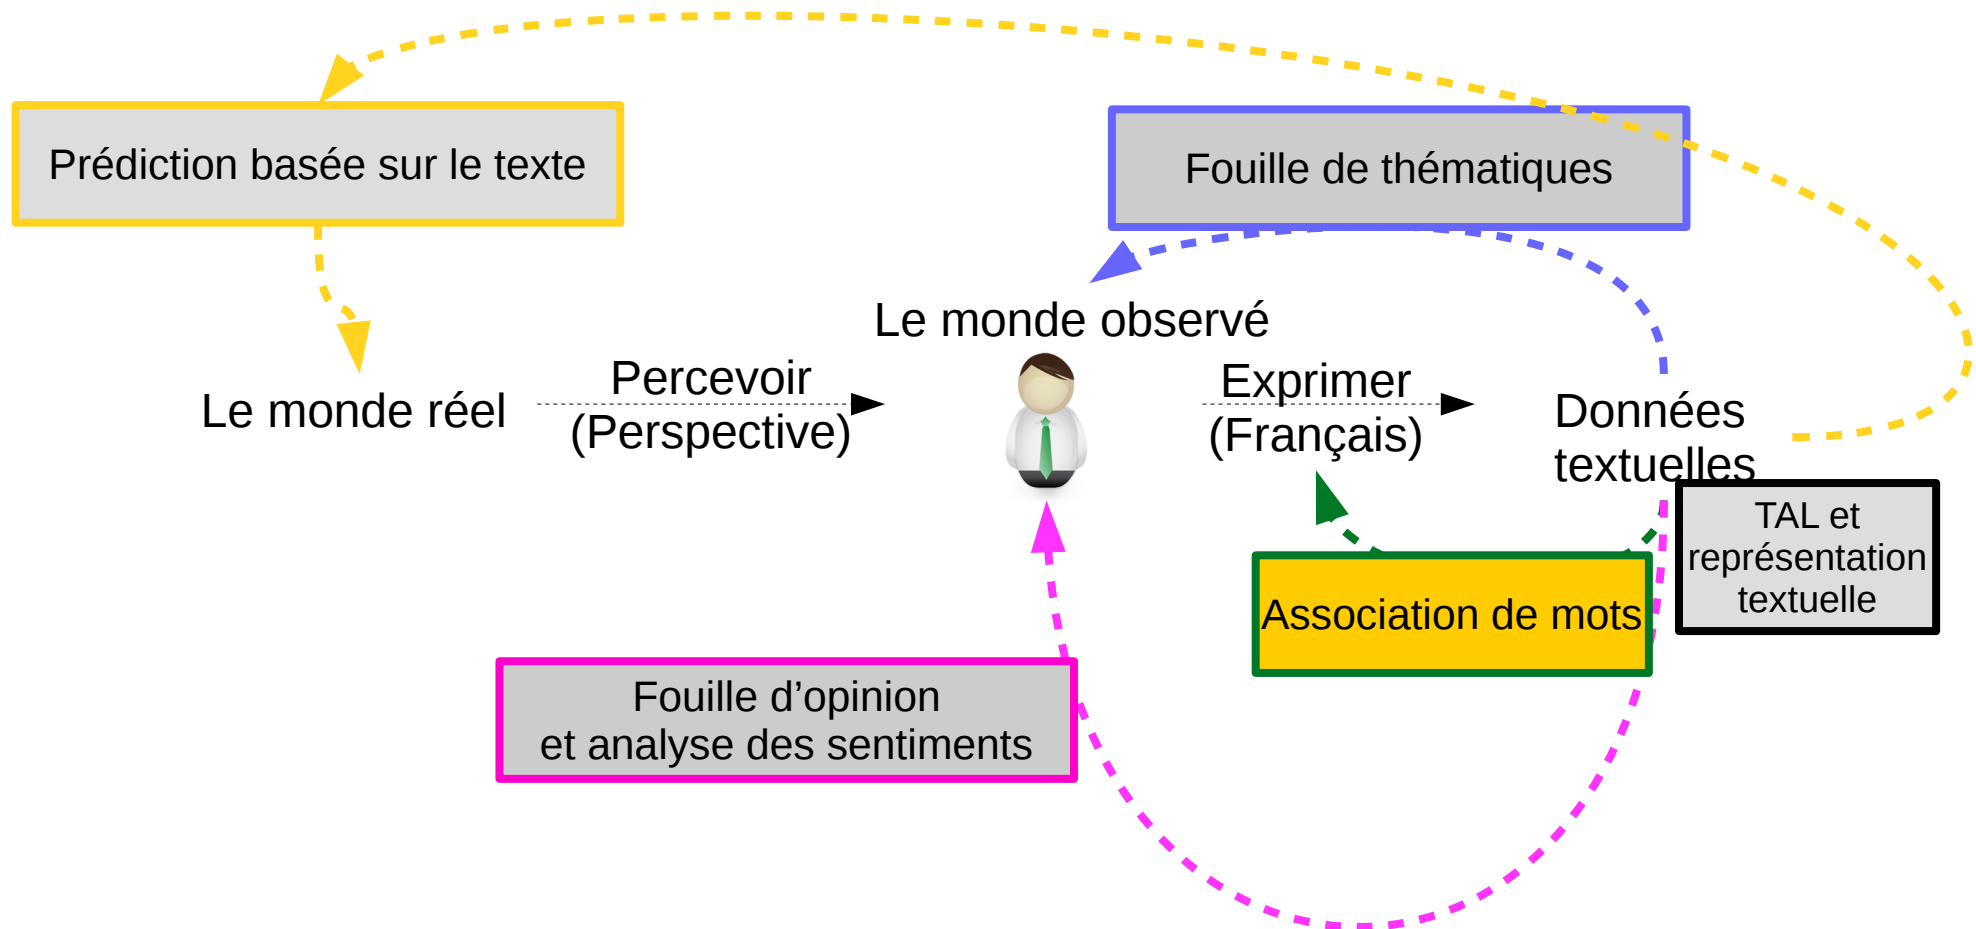 Prédiction basée sur le texte
Fouille de thématiques
Le monde observé
Percevoir
(Perspective)
Le monde réel
Exprimer
(Français)
Données
textuelles
TAL et
représentation
textuelle
Association de mots
Fouille d’opinion
et analyse des sentiments